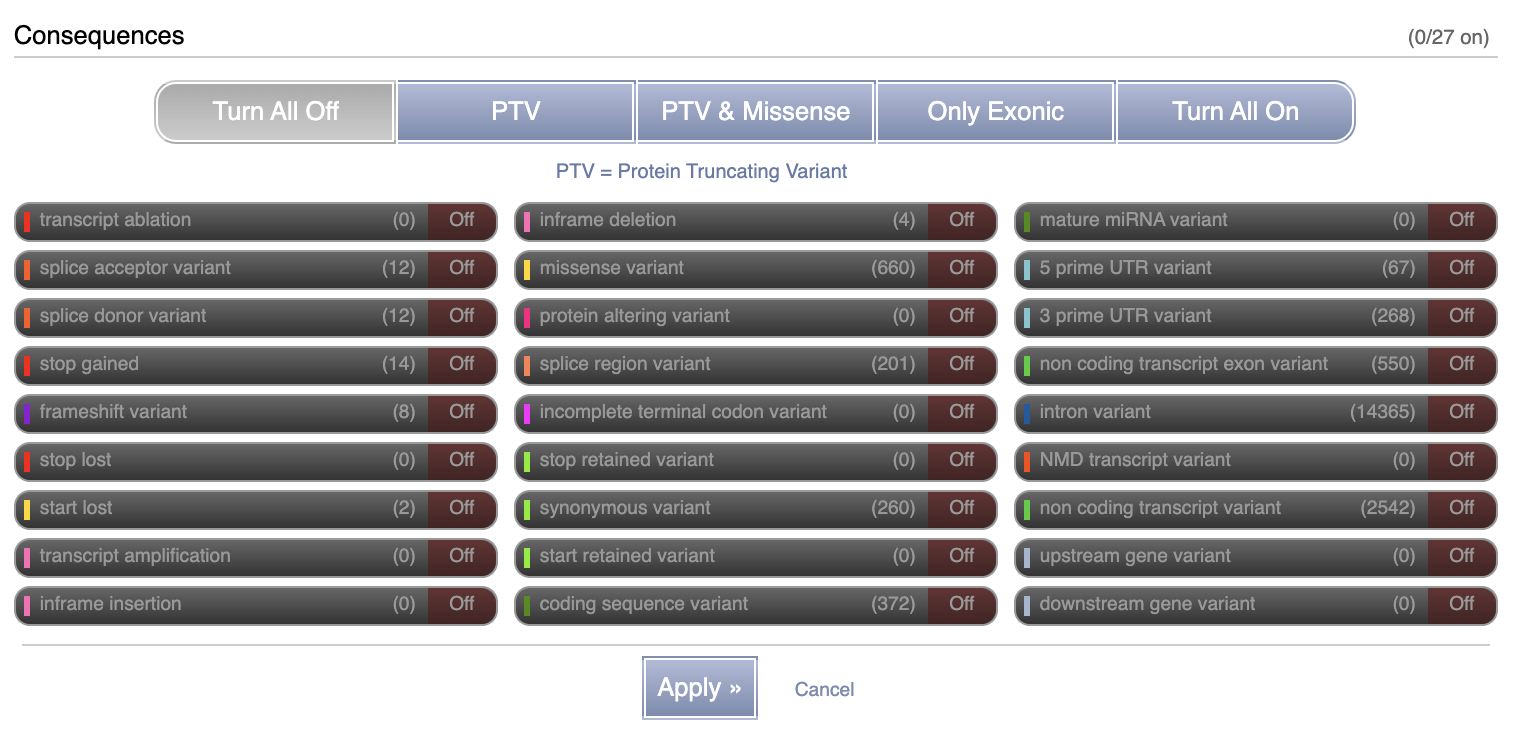 Consequences (0/27 on)
Turn All Off PTV PTV & Missense Only Exonic Turn All On
PTV = Protein Truncating Variant
transcript ablation (0) Off
splice acceptor variant (12) Off
splice donor variant (12) Off
stop gained (14) Off
frameshift variant (8) Off
stop lost (0) Off
start lost (2) Off
transcript amplification (0) Off
inframe insertion (0) Off
inframe deletion (4) Off
missense variant (660) Off
protein altering variant (0) Off
splice region variant (201) Off
incomplete terminal codon variant (0) Off
stop retained variant (0) Off
synonymous variant (260) Off
start retained variant (0) Off
coding sequence variant (372) Off
mature miRNA variant (0) Off
5 prime UTR variant (67) Off
3 prime UTR variant (268) Off
non coding transcript exon variant (550) Off
intron variant (14365) Off
NMD transcript variant (0) Off
non coding transcript variant (2542) Off
upstream gene variant (0) Off
downstream gene variant (0) Off
Apply » Cancel